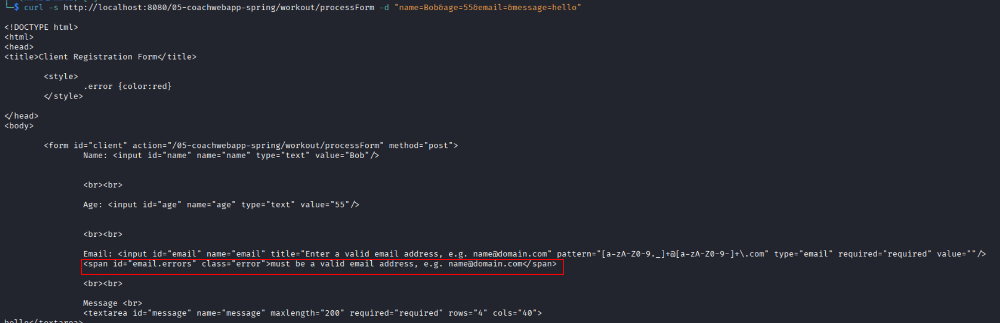 └─$ curl -s http://localhost:8080/05-coachwebapp-spring/workout/processForm -d "name=Bob&age=55&email=&message=hello"
<!DOCTYPE html>
<html>
<head>
<title>Client Registration Form</title>
<style>
.error {color:red}
</style>
</head>
<body>
<form id="client" action="/05-coachwebapp-spring/workout/processForm" method="post">
Name: <input id="name" name="name" type="text" value="Bob"/>
<br><br>
Age: <input id="age" name="age" type="text" value="55"/>
<br><br>
Email: <input id="email" name="email" title="Enter a valid email address, e.g. name@domain.com" pattern="[a-zA-Z0-9._]+@[a-zA-Z0-9-]+\.com" type="email" required="required" value=""/>
<span id="email.errors" class="error">must be a valid email address, e.g. name@domain.com</span>
<br><br>
Message <br>
<textarea id="message" name="message" maxlength="200" required="required" rows="4" cols="40">
hello</textarea>